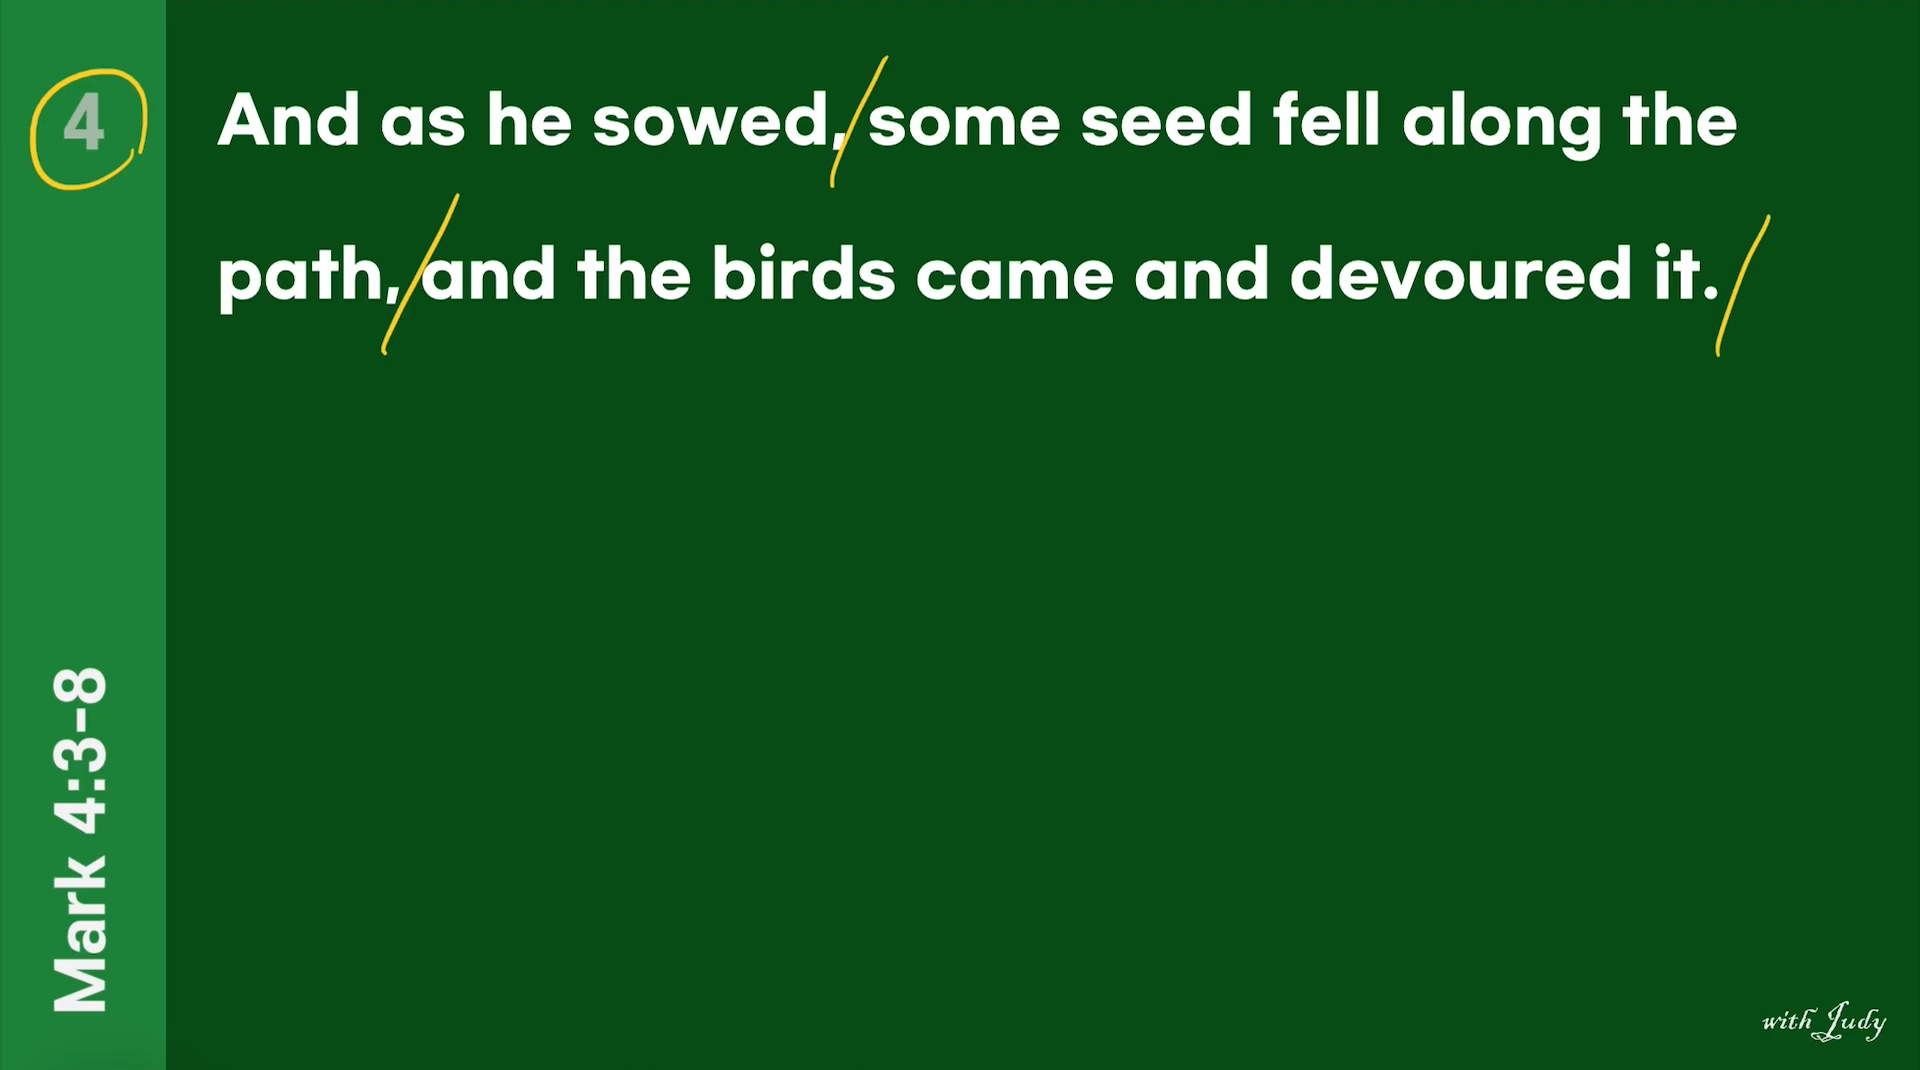 4
And as he sowed, some seed fell along the
path, and the birds came and devoured it.
Mark 4:3-8
with Judy